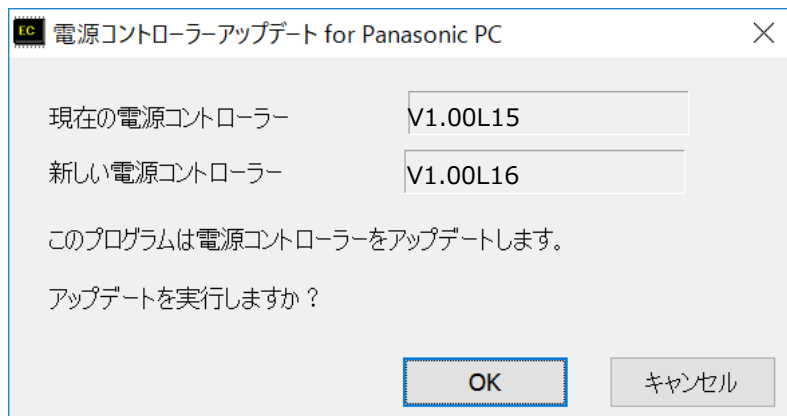 EC 電源コントローラーアップデート for Panasonic PC
現在の電源コントローラー V1.00L15
新しい電源コントローラー V1.00L16
このプログラムは電源コントローラーをアップデートします。
アップデートを実行しますか？
OK キャンセル